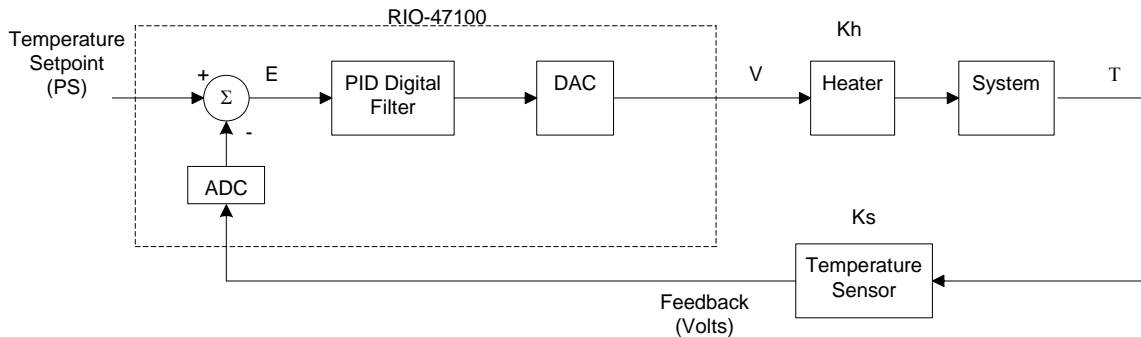 RIO-47100
Temperature
Setpoint
(PS)
+
Σ
-
E
PID Digital
Filter
DAC
V
Kh
Heater
System
T
ADC
Ks
Temperature
Sensor
Feedback
(Volts)